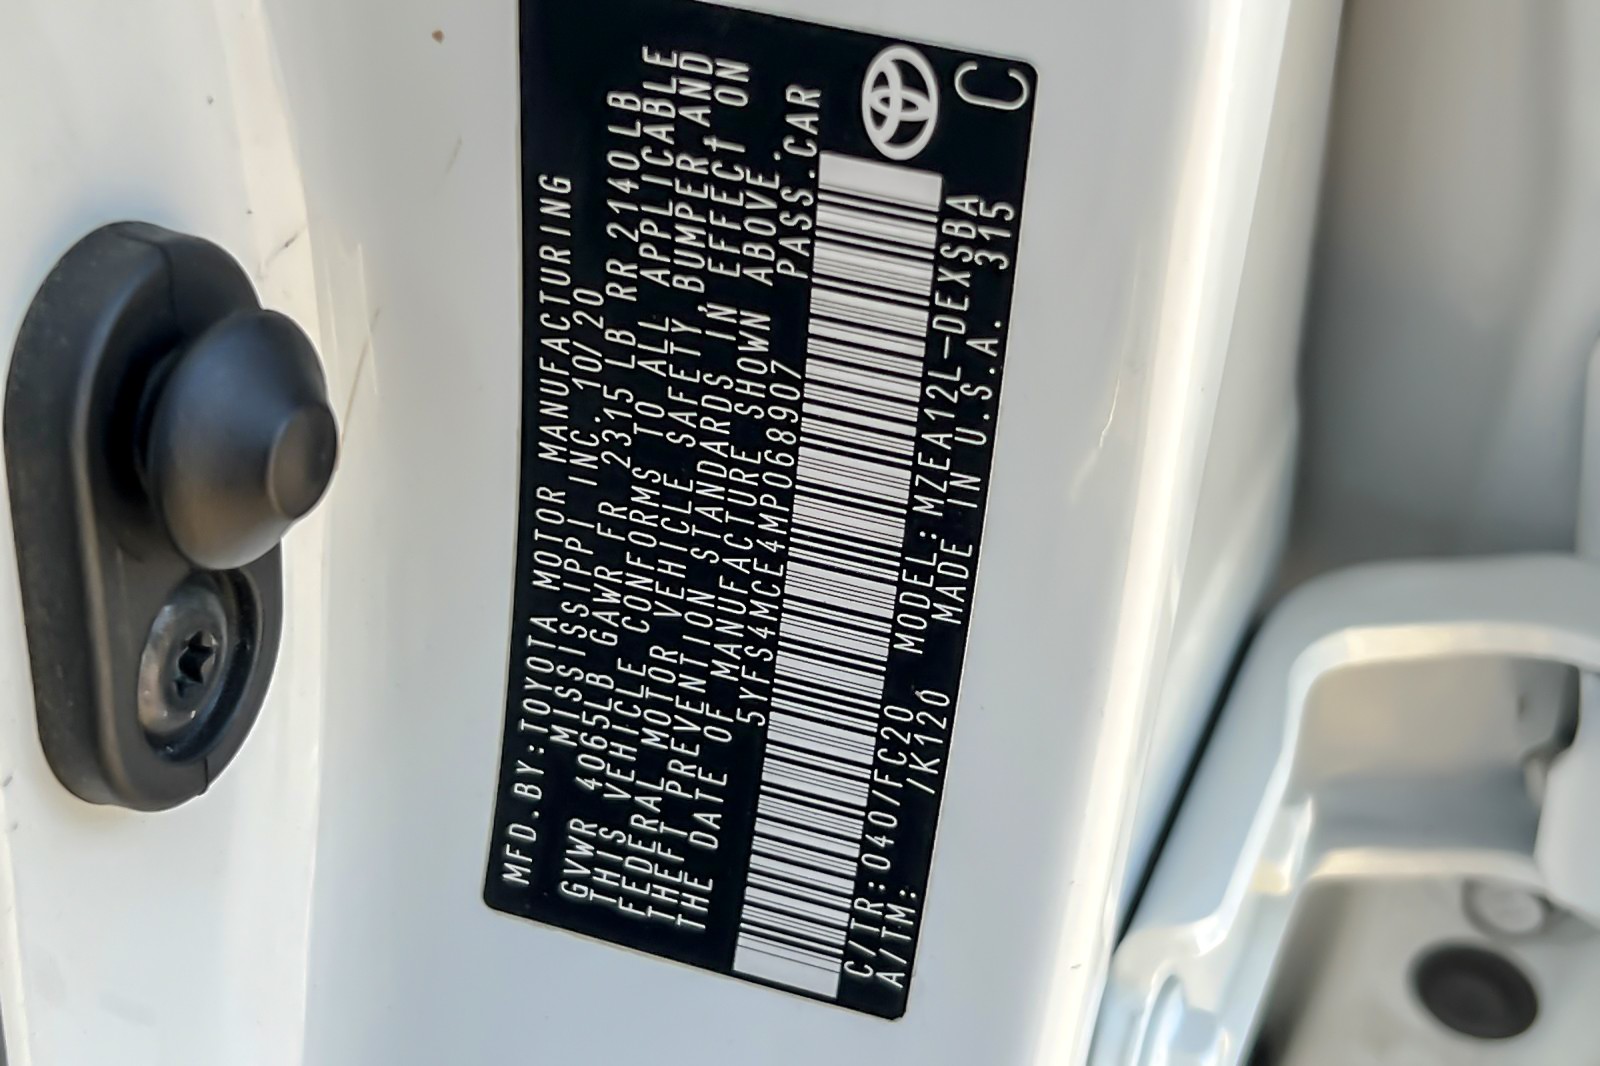 MFD.BY:TOYOTA MOTOR MANUFACTURING
MISSISSIPPI INC. 10/20
GVWR 4065LB GAWR FR 2315 LB RR 2140LB
THIS VEHICLE CONFORMS TO ALL APPLICABLE
FEDERAL MOTOR VEHICLE SAFETY BUMPER AND
THEFT PREVENTION STANDARDS IN EFFECT ON
THE DATE OF MANUFACTURE SHOWN ABOVE.
5YFS4MCE4MP068907 PASS.CAR
C/TR:040/FC20 MODEL:MZEA12L-DEXSBA
A/TM: /K120 MADE IN U.S.A. 315
C